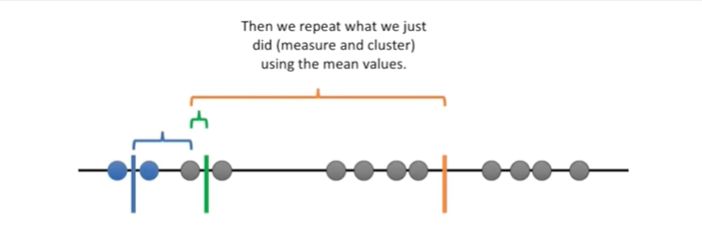 Then we repeat what we just
did (measure and cluster)
using the mean values.